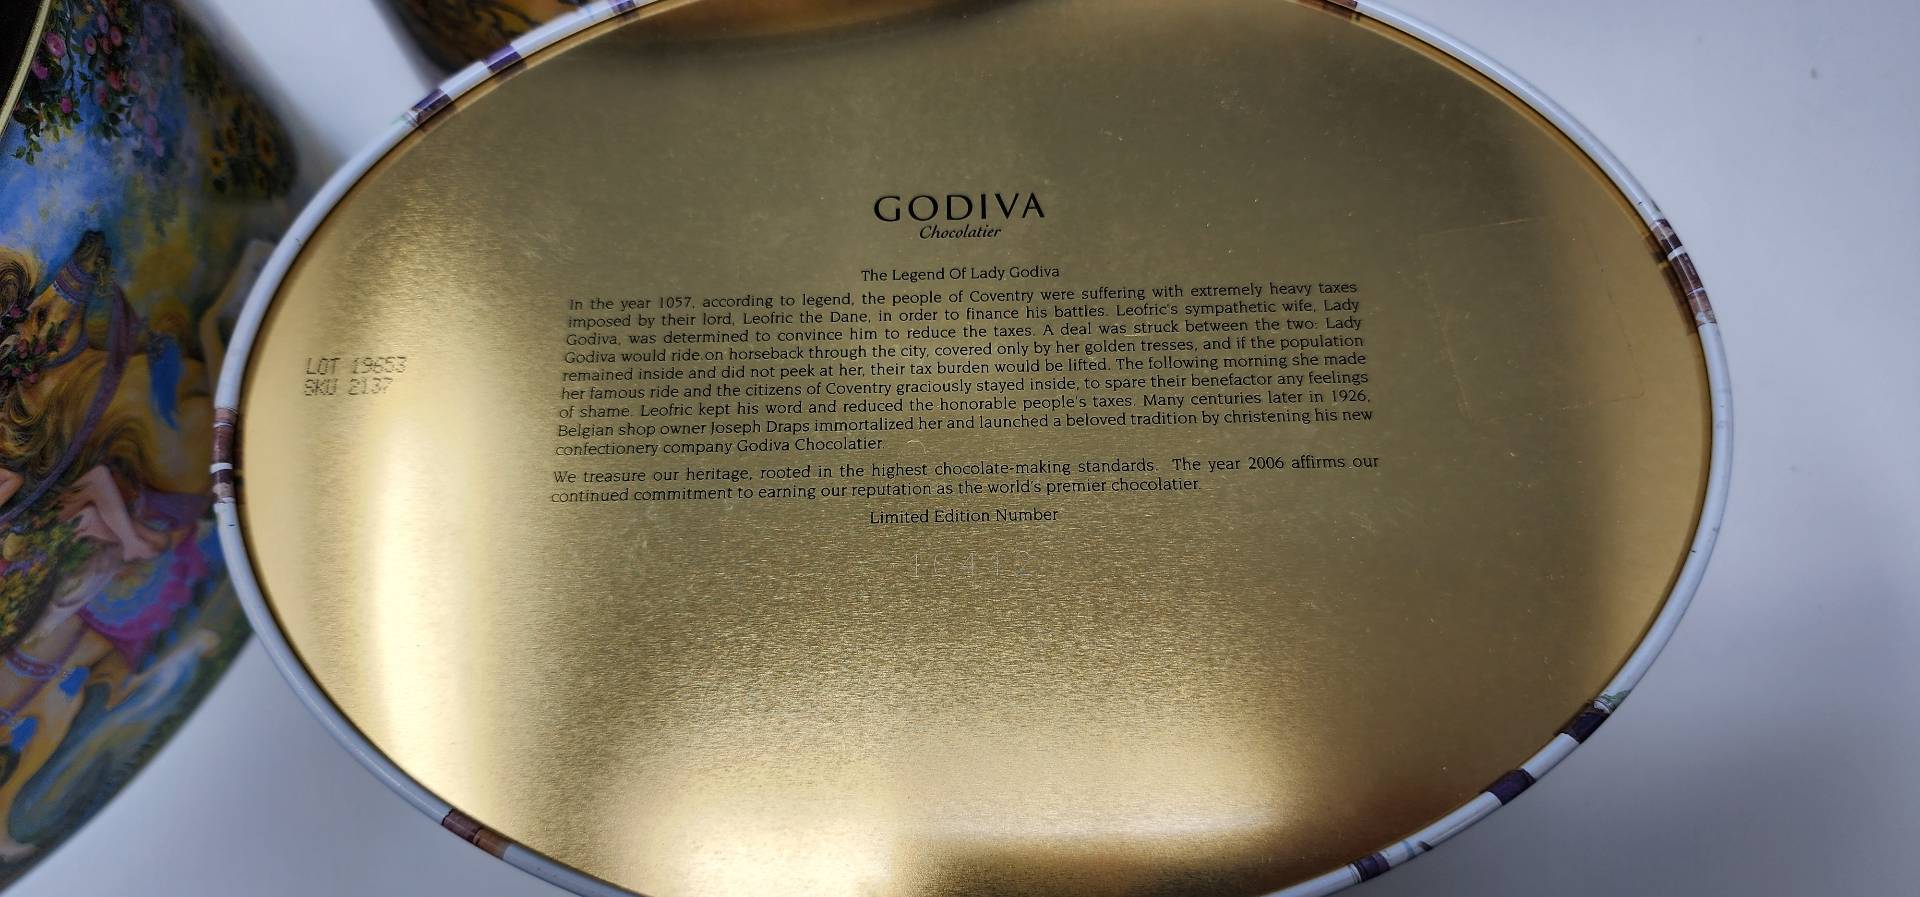 GODIVA
Chocolatier
The Legend Of Lady Godiva
In the year 1057, according to legend, the people of Coventry were suffering with extremely heavy taxes
imposed by their lord, Leofric the Dane, in order to finance his battles. Leofric's sympathetic wife, Lady
Godiva, was determined to convince him to reduce the taxes. A deal was struck between the two: Lady
Godiva would ride on horseback through the city, covered only by her golden tresses, and if the population
remained inside and did not peek at her, their tax burden would be lifted. The following morning she made
her famous ride and the citizens of Coventry graciously stayed inside, to spare their benefactor any feelings
of shame. Leofric kept his word and reduced the honorable people's taxes. Many centuries later in 1926,
Belgian shop owner Joseph Draps immortalized her and launched a beloved tradition by christening his new
confectionery company Godiva Chocolatier.
We treasure our heritage, rooted in the highest chocolate-making standards. The year 2006 affirms our
continued commitment to earning our reputation as the world's premier chocolatier.
Limited Edition Number
16412
LOT 19653
SKU 2137